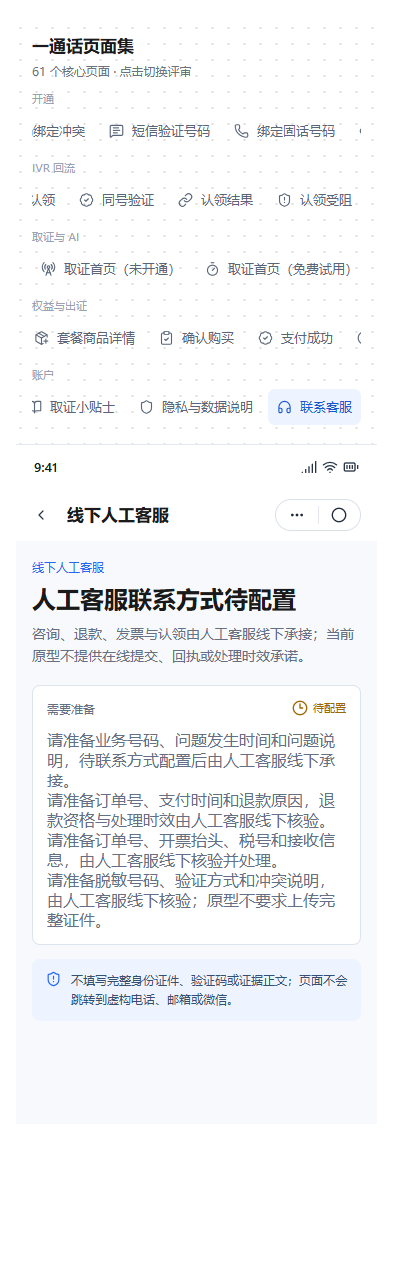 一通话页面集
61 个核心页面 · 点击切换评审
开通
绑定冲突 短信验证号码 绑定固话号码
IVR 回流
认领 同号验证 认领结果 认领受阻
取证与 AI
取证首页（未开通） 取证首页（免费试用）
权益与出证
套餐商品详情 确认购买 支付成功
账户
取证小贴士 隐私与数据说明 联系客服
9:41
线下人工客服
线下人工客服
人工客服联系方式待配置
咨询、退款、发票与认领由人工客服线下承接；当前
原型不提供在线提交、回执或处理时效承诺。
需要准备 待配置
请准备业务号码、问题发生时间和问题说
明，待联系方式配置后由人工客服线下承
接。
请准备订单号、支付时间和退款原因，退
款资格与处理时效由人工客服线下核验。
请准备订单号、开票抬头、税号和接收信
息，由人工客服线下核验并处理。
请准备脱敏号码、验证方式和冲突说明，
由人工客服线下核验；原型不要求上传完
整证件。
不填写完整身份证件、验证码或证据正文；页面不会
跳转到虚构电话、邮箱或微信。